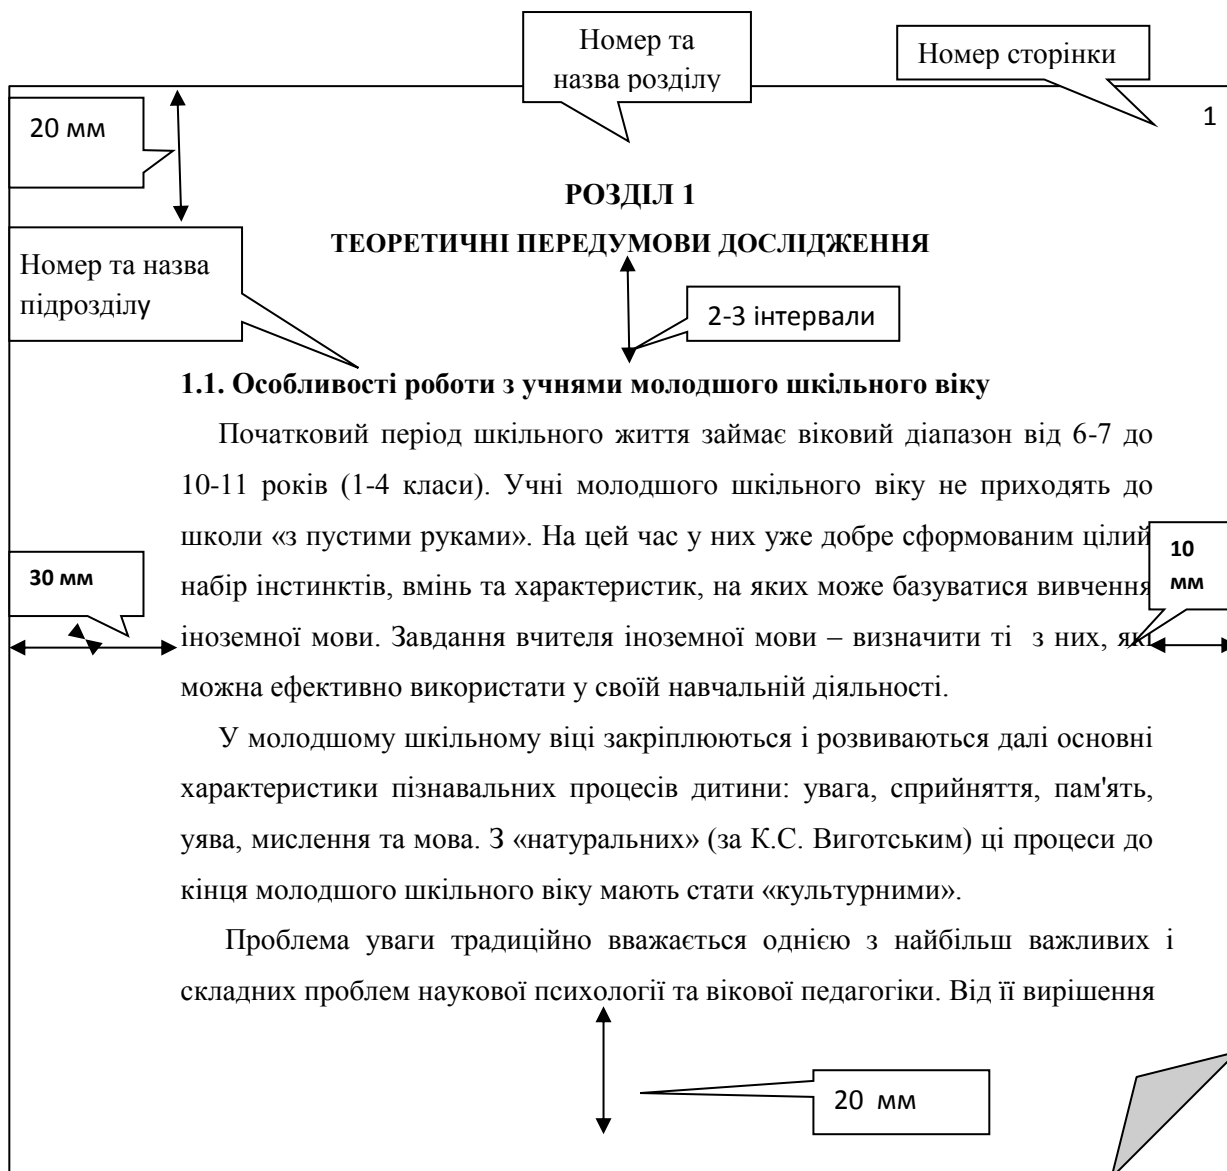 Номер та
назва розділу
Номер сторінки
20 мм
1
РОЗДІЛ 1
ТЕОРЕТИЧНІ ПЕРЕДУМОВИ ДОСЛІДЖЕННЯ
Номер та назва
підрозділу
2-3 інтервали
1.1. Особливості роботи з учнями молодшого шкільного віку
Початковий період шкільного життя займає віковий діапазон від 6-7 до
10-11 років (1-4 класи). Учні молодшого шкільного віку не приходять до
школи «з пустими руками». На цей час у них уже добре сформованим цілий
набір інстинктів, вмінь та характеристик, на яких може базуватися вивчення
іноземної мови. Завдання вчителя іноземної мови – визначити ті з них, які
можна ефективно використати у своїй навчальній діяльності.
30 мм
10
мм
У молодшому шкільному віці закріплюються і розвиваються далі основні
характеристики пізнавальних процесів дитини: увага, сприйняття, пам'ять,
уява, мислення та мова. З «натуральних» (за К.С. Виготським) ці процеси до
кінця молодшого шкільного віку мають стати «культурними».
Проблема уваги традиційно вважається однією з найбільш важливих і
складних проблем наукової психології та вікової педагогіки. Від її вирішення
20 мм